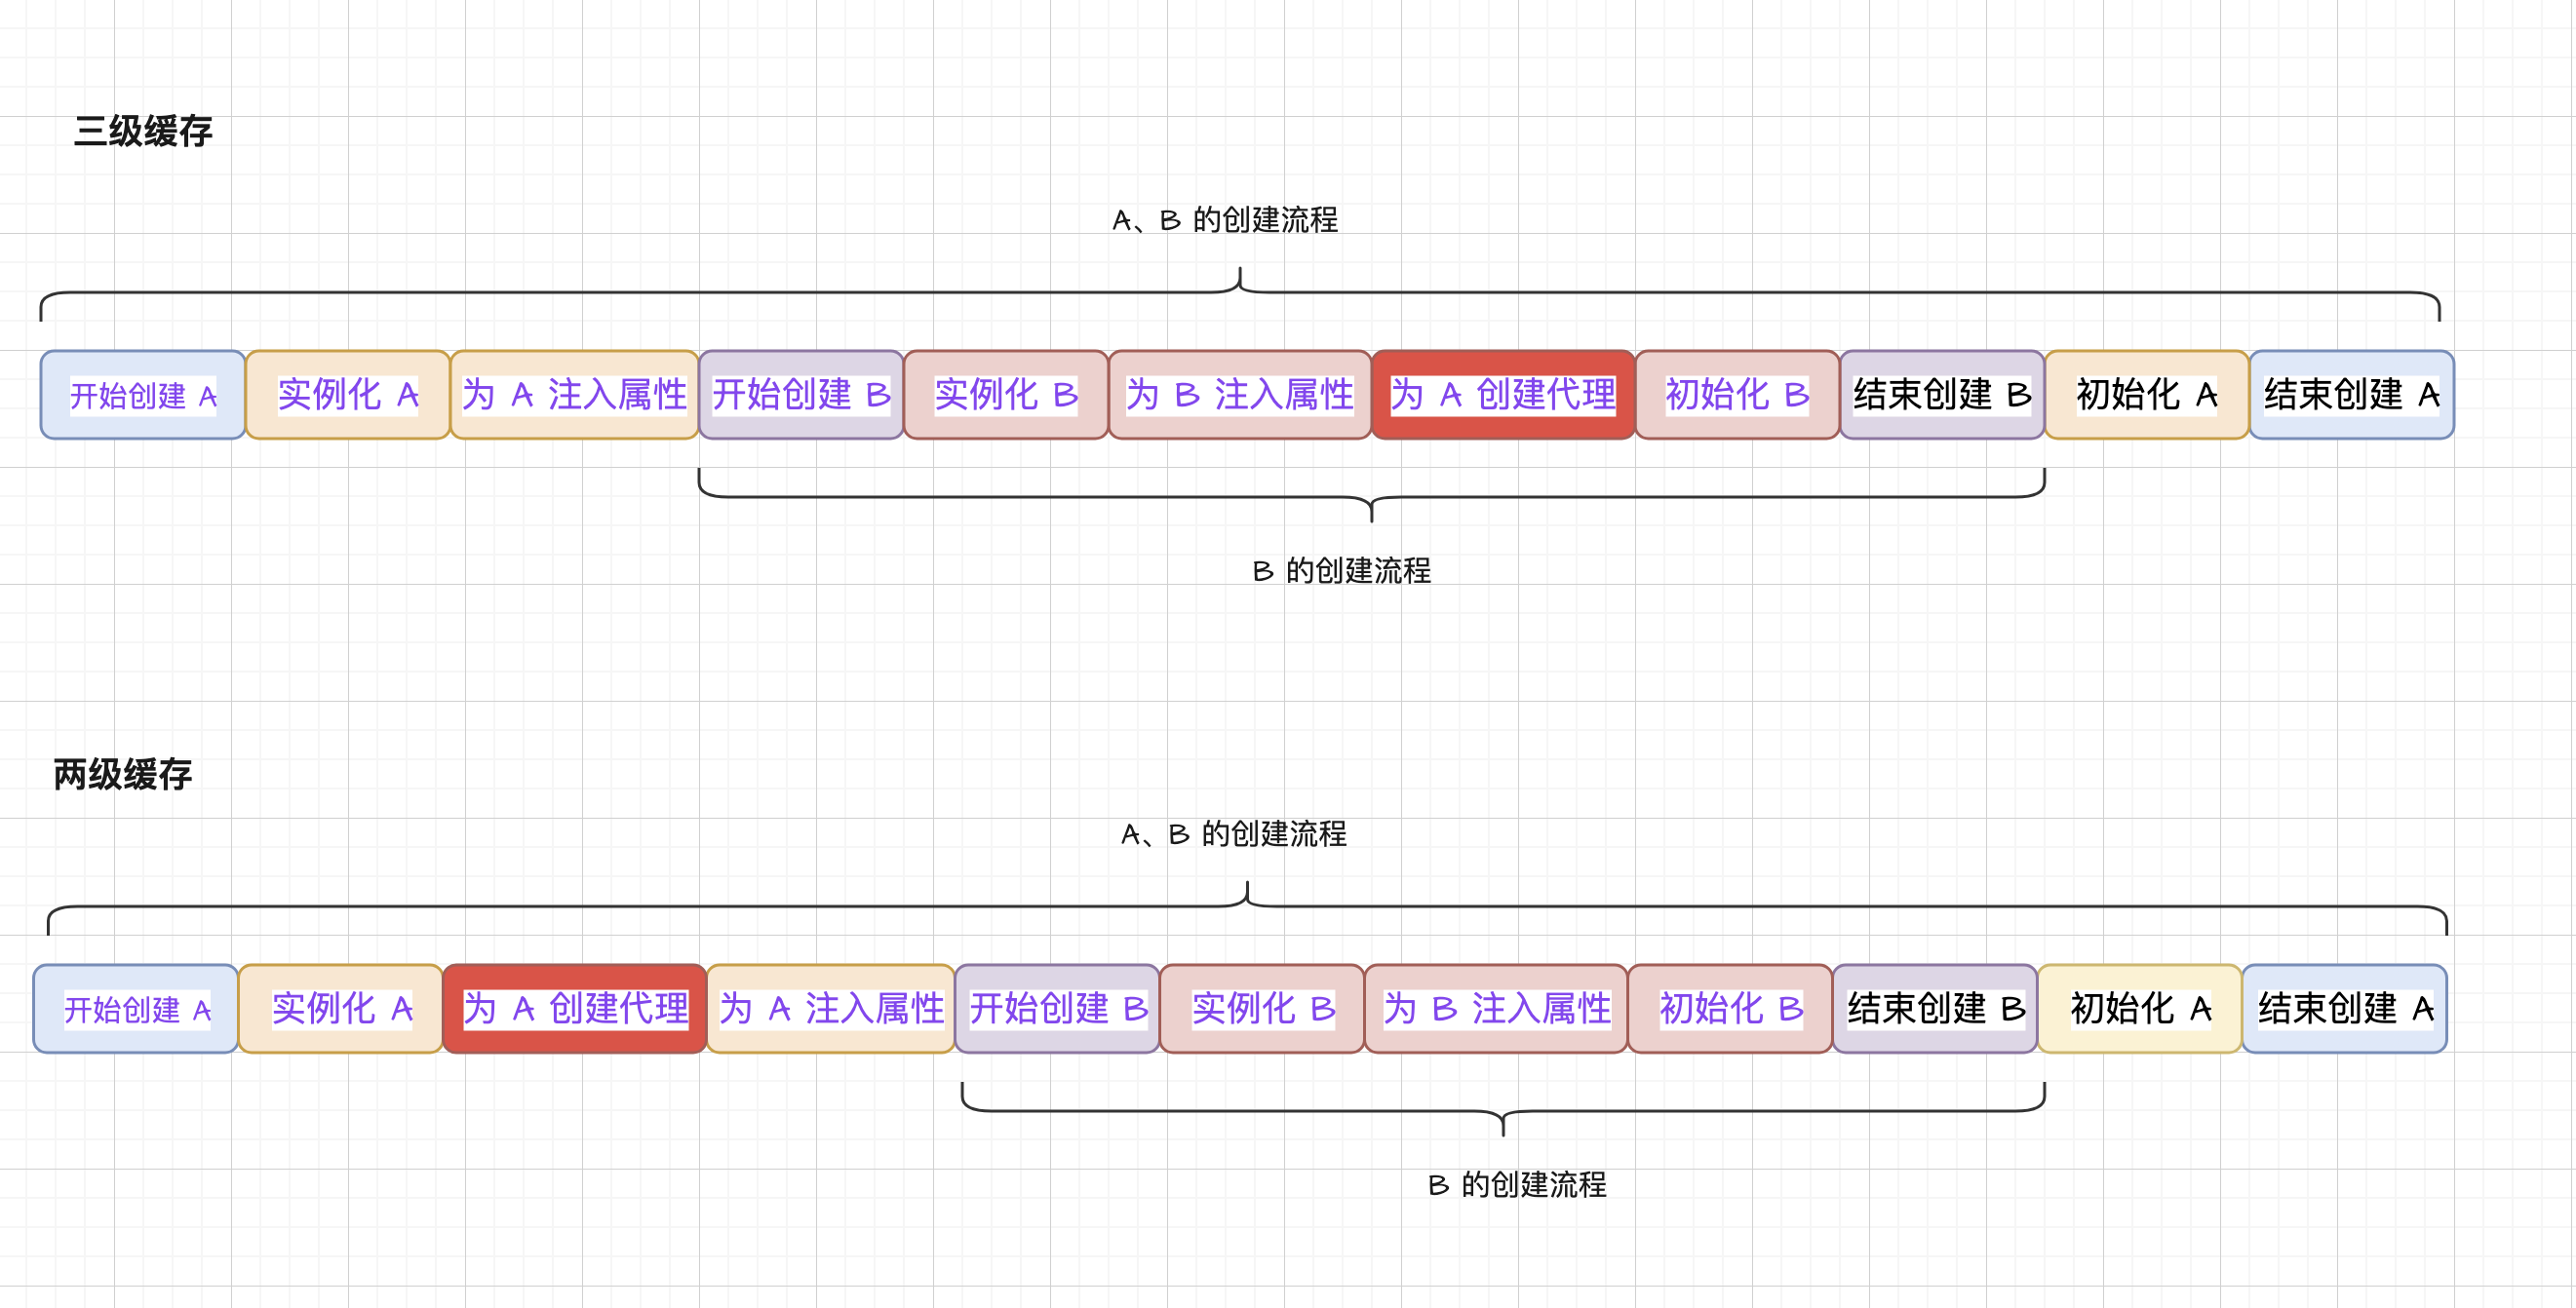 三级缓存
A、B 的创建流程
开始创建 A
实例化 A
为 A 注入属性
开始创建 B
实例化 B
为 B 注入属性
为 A 创建代理
初始化 B
结束创建 B
初始化 A
结束创建 A
B 的创建流程
两级缓存
A、B 的创建流程
开始创建 A
实例化 A
为 A 创建代理
为 A 注入属性
开始创建 B
实例化 B
为 B 注入属性
初始化 B
结束创建 B
初始化 A
结束创建 A
B 的创建流程